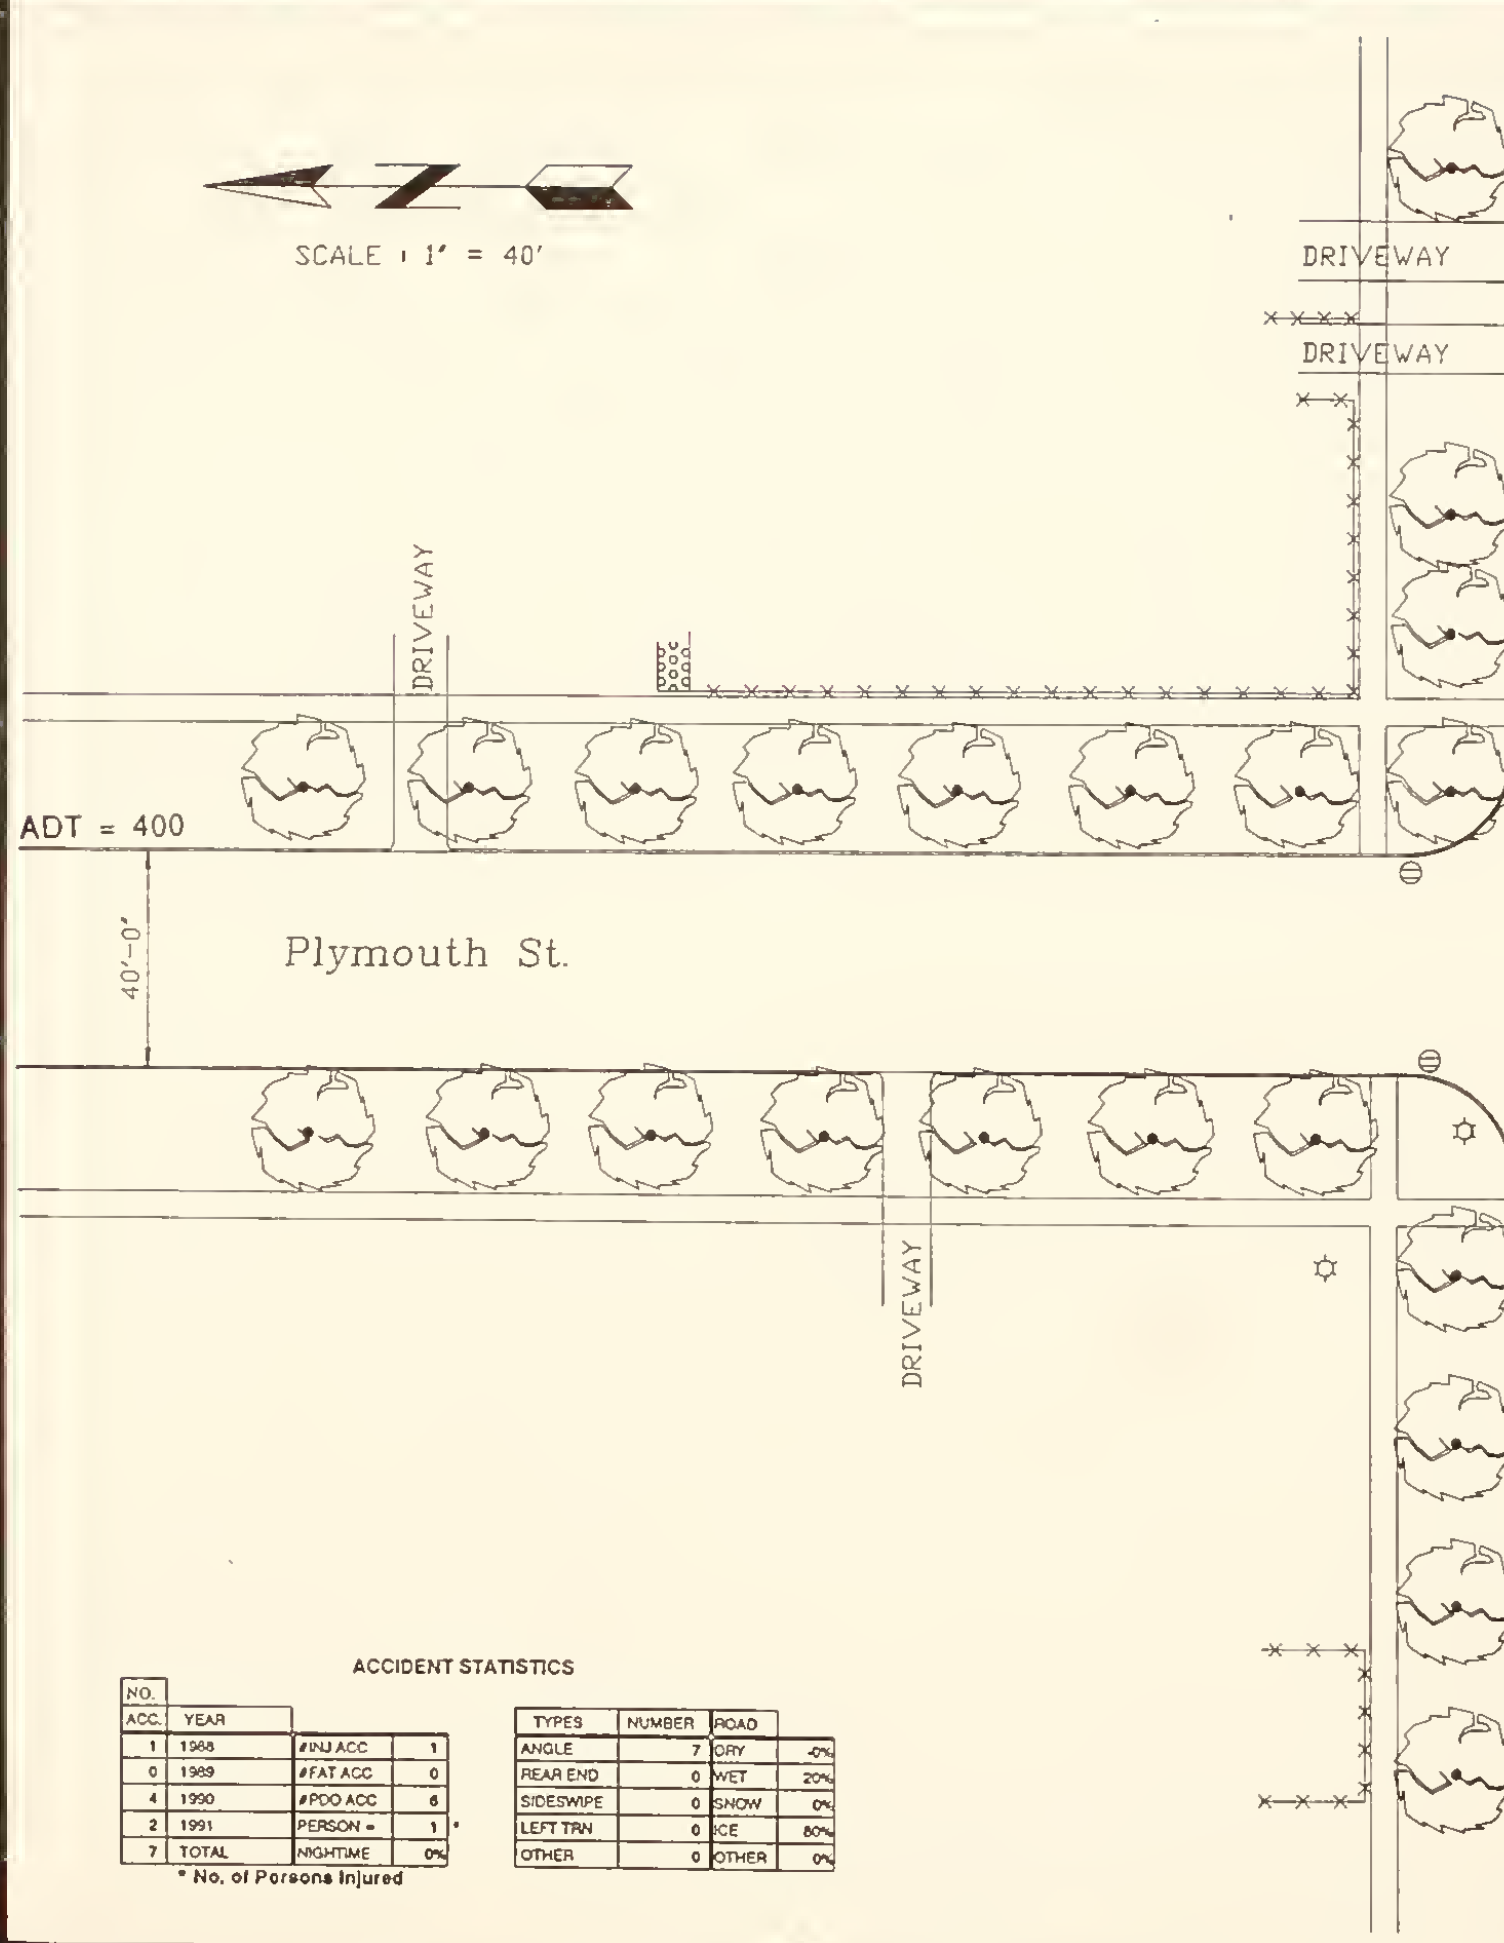 N
SCALE : 1" = 40'
DRIVEWAY
DRIVEWAY
DRIVEWAY
ADT = 400
40'-0"
Plymouth St.
DRIVEWAY
ACCIDENT STATISTICS
NO.
ACC. YEAR
1 1988 #INJ ACC 1
0 1989 #FAT ACC 0
4 1990 #PDO ACC 6
2 1991 PERSON = 1 *
7 TOTAL NIGHTIME 0%
* No. of Persons Injured
TYPES NUMBER ROAD
ANGLE 7 DRY -0%
REAR END 0 WET 20%
SIDESWIPE 0 SNOW 0%
LEFT TRN 0 ICE 80%
OTHER 0 OTHER 0%